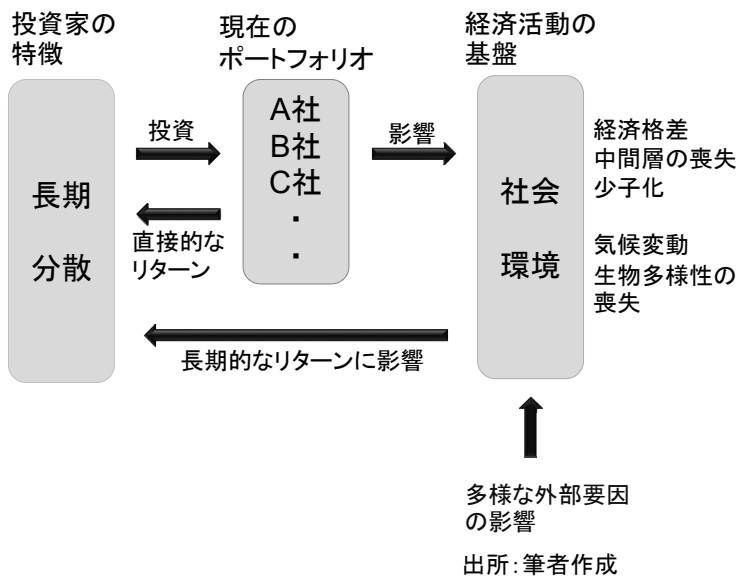 投資家の
特徴
現在の
ポートフォリオ
経済活動の
基盤
長期
分散
投資
直接的な
リターン
A社
B社
C社
・
・
影響
社会
環境
経済格差
中間層の喪失
少子化
気候変動
生物多様性の
喪失
長期的なリターンに影響
多様な外部要因
の影響
出所：筆者作成